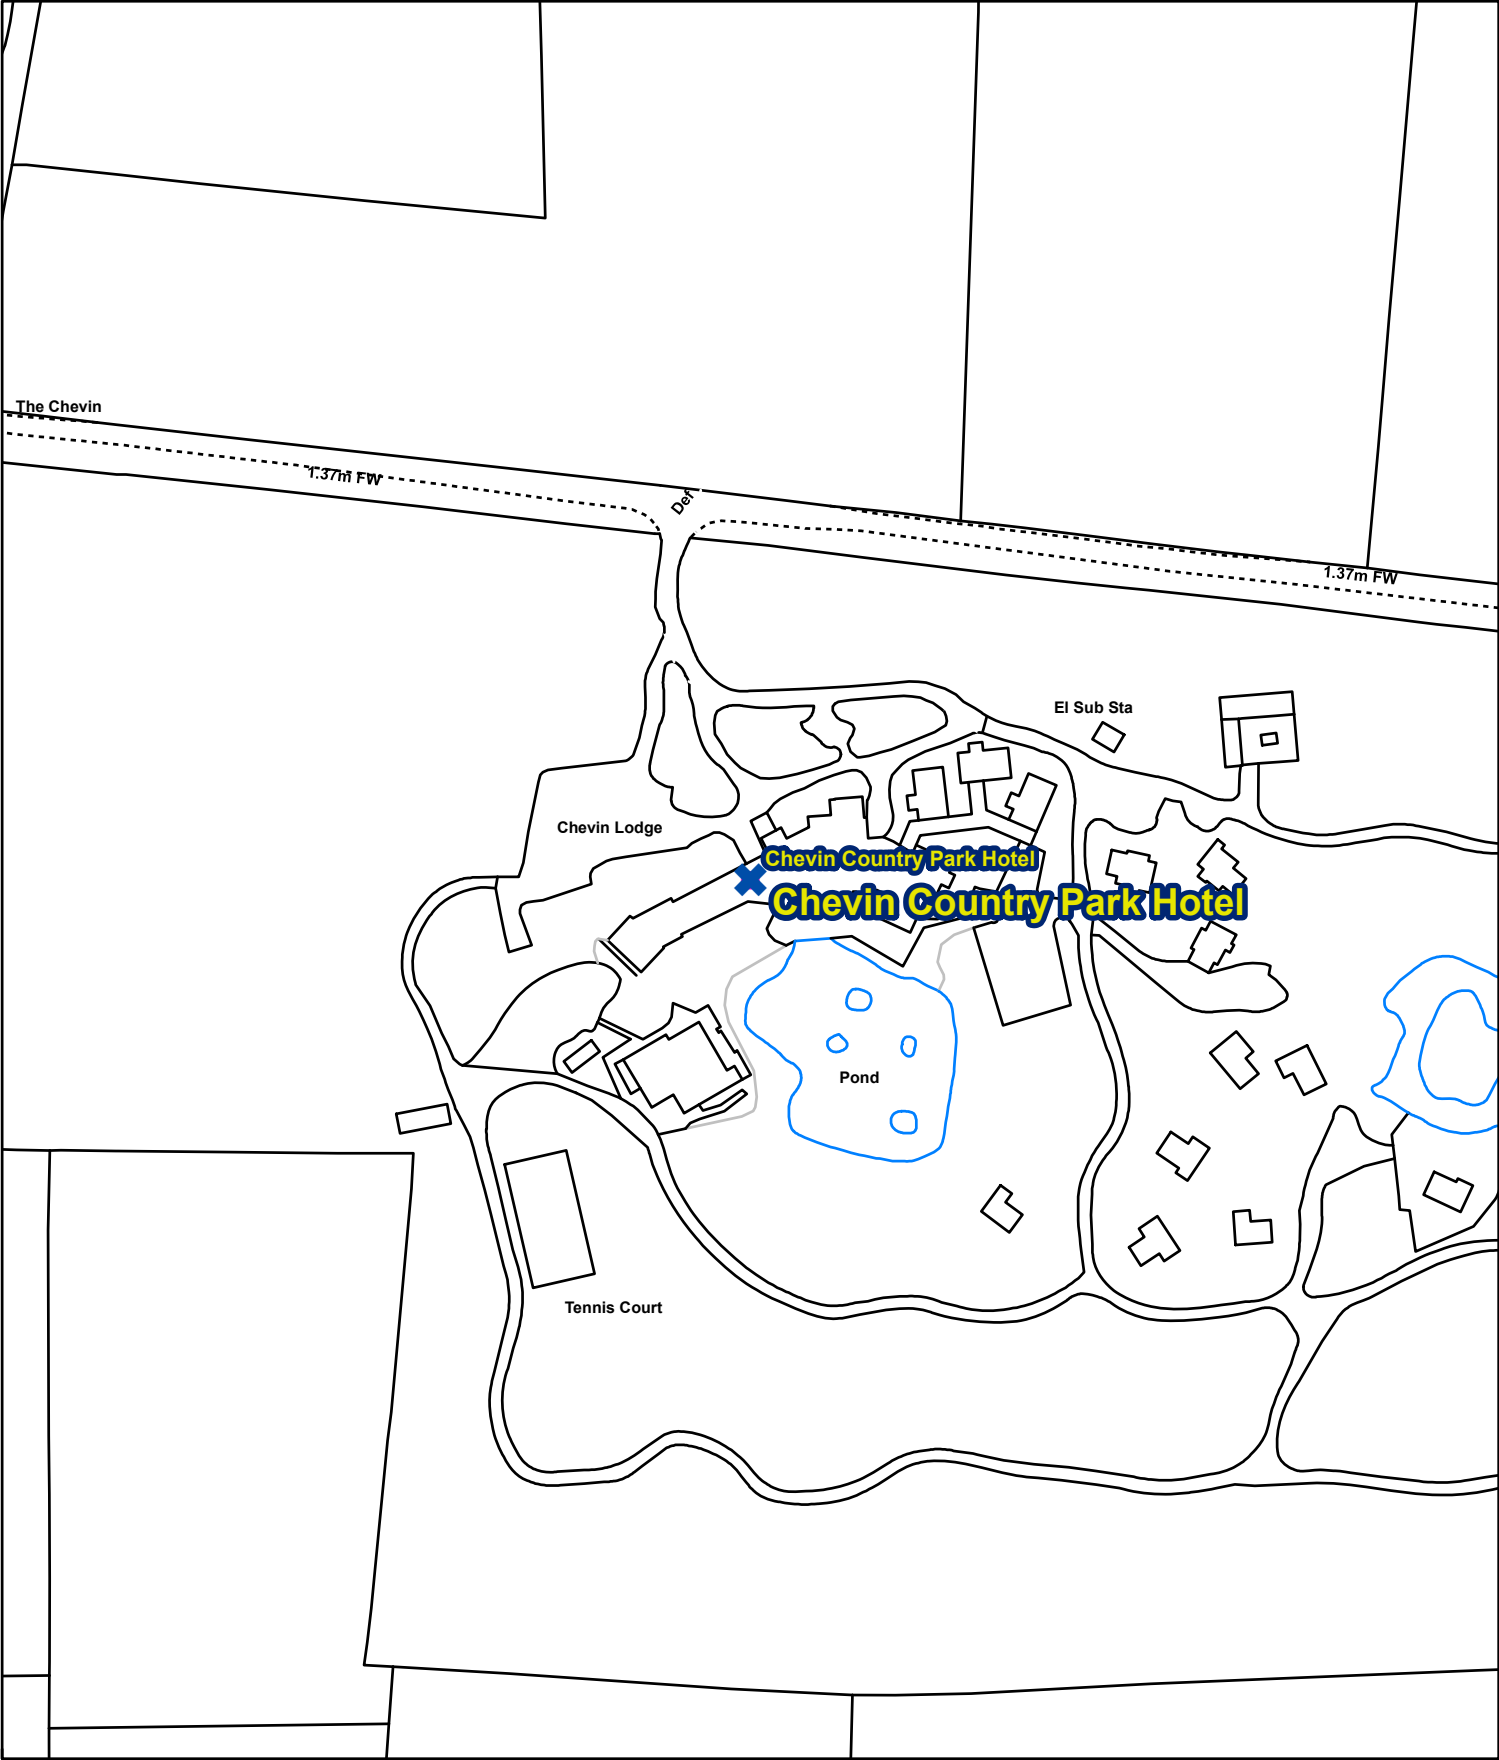 The Chevin
1.37m FW
Def
1.37m FW
El Sub Sta
Chevin Lodge
Chevin Country Park Hotel
Chevin Country Park Hotel
Pond
Tennis Court